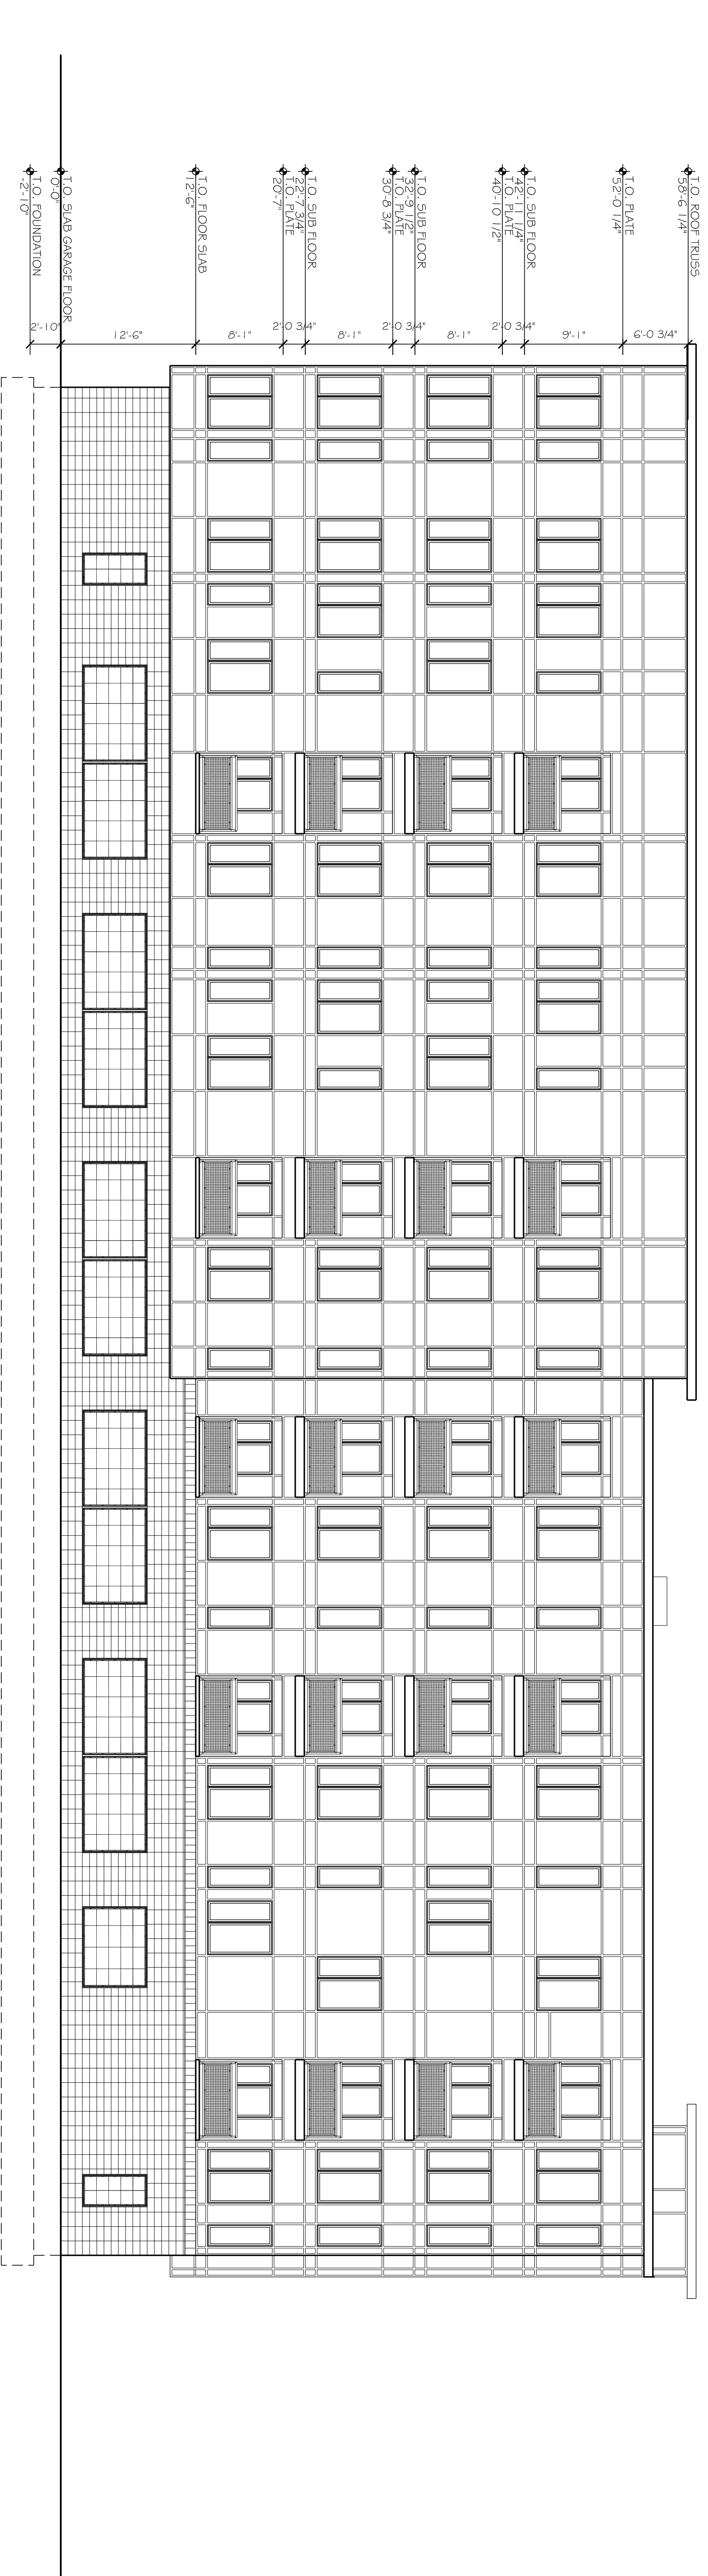 T.O. ROOF TRUSS
58'-6 1/4"
T.O. PLATE
52'-0 1/4"
T.O. SUB FLOOR
42'-11 1/4"
T.O. PLATE
40'-10 1/2"
T.O. SUB FLOOR
32'-9 1/2"
T.O. PLATE
30'-8 3/4"
T.O. SUB FLOOR
22'-7 3/4"
T.O. PLATE
20'-7"
T.O. FLOOR SLAB
12'-6"
T.O. SLAB GARAGE FLOOR
0'-0"
T.O. FOUNDATION
-2'-10"
6'-0 3/4"
9'-1"
2'-0 3/4"
8'-1"
2'-0 3/4"
8'-1"
2'-0 3/4"
8'-1"
12'-6"
2'-10"